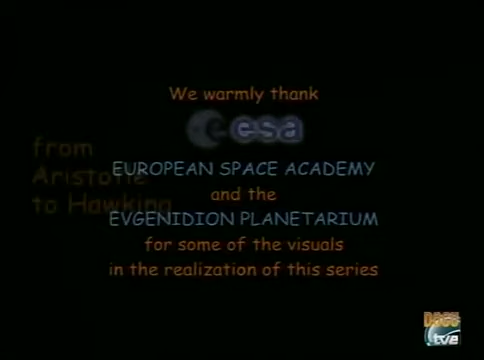 We warmly thank
esa
from
Aristotle
to Hawking
EUROPEAN SPACE ACADEMY
and the
EVGENIDION PLANETARIUM
for some of the visuals
in the realization of this series
tve